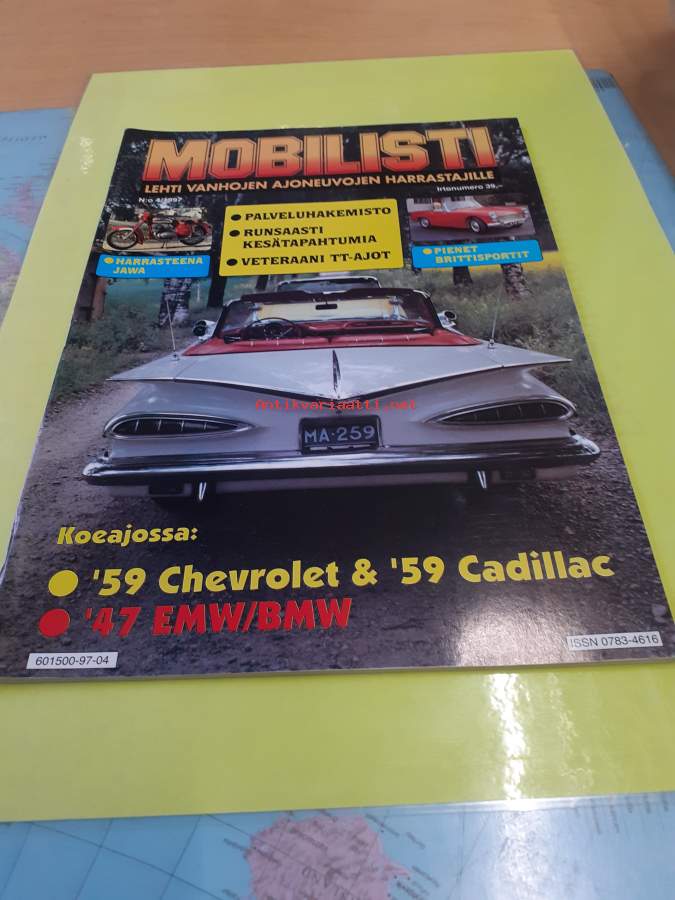 MOBILISTI
LEHTI VANHOJEN AJONEUVOJEN HARRASTAJILLE
N:o 4/1997
Irtonumero 39,–
• PALVELUHAKEMISTO
• RUNSAASTI
KESÄTAPAHTUMIA
• VETERAANI TT-AJOT
• HARRASTEENA
JAWA
• PIENET
BRITTISPORTIT
antikvariaatti.net
MA-259
Koeajossa:
• '59 Chevrolet & '59 Cadillac
• '47 EMW/BMW
601500-97-04
ISSN 0783-4616